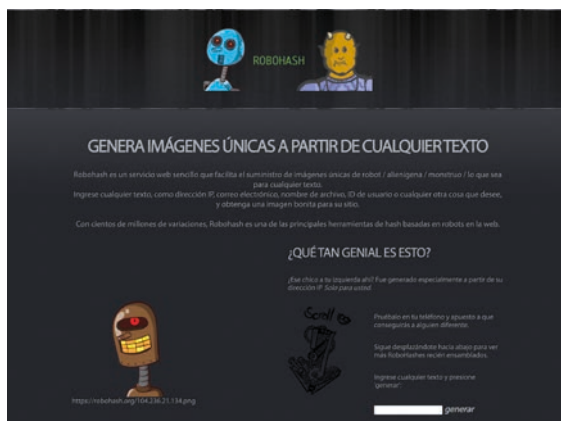 ROBOHASH
GENERA IMÁGENES ÚNICAS A PARTIR DE CUALQUIER TEXTO
Robohash es un servicio web sencillo que facilita el suministro de imágenes únicas de robot / alienígena / monstruo / lo que sea
para cualquier texto.
Ingrese cualquier texto, como dirección IP, correo electrónico, nombre de archivo, ID de usuario o cualquier otra cosa que desee,
y obtenga una imagen bonita para su sitio.
Con cientos de millones de variaciones, Robohash es una de las principales herramientas de hash basadas en robots en la web.
¿QUÉ TAN GENIAL ES ESTO?
¿Ese chico a tu izquierda ahí? Fue generado especialmente a partir de su
dirección IP. Solo para usted.
Pruébalo en tu teléfono y apuesto a que
conseguirás a alguien diferente.
Sigue desplazándote hacia abajo para ver
más RoboHashes recién ensamblados.
Ingrese cualquier texto y presione
'generar':
generar
https://robohash.org/104.236.21.134.png